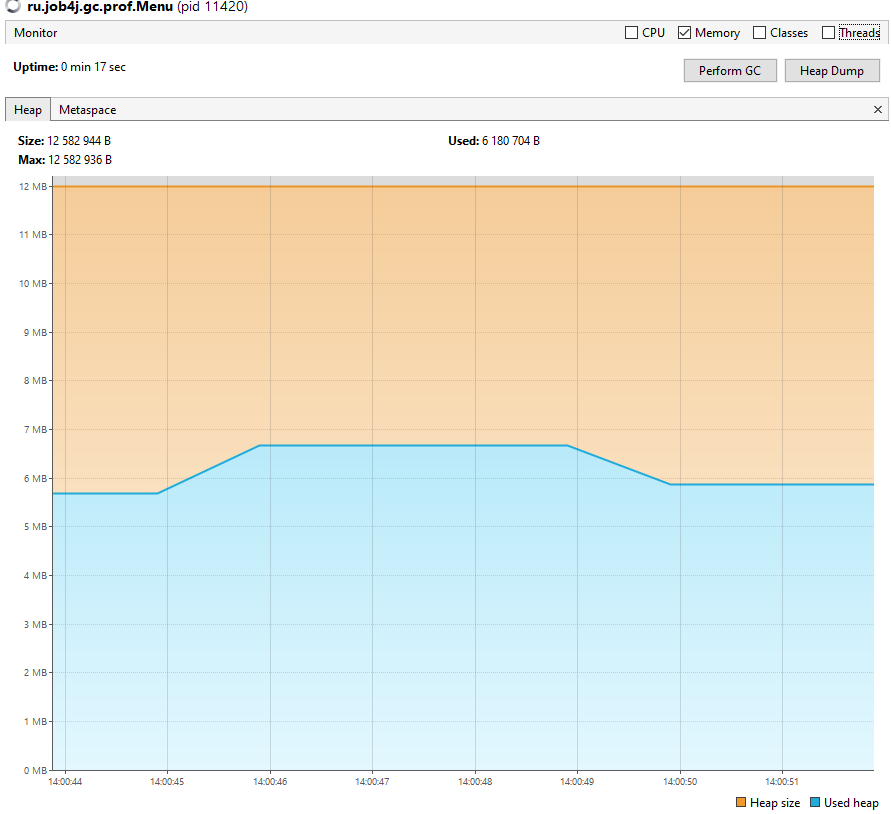 ru.job4j.gc.prof.Menu (pid 11420)
Monitor CPU Memory Classes Threads
Uptime: 0 min 17 sec Perform GC Heap Dump
Heap Metaspace ×
Size: 12 582 944 B Used: 6 180 704 B
Max: 12 582 936 B
12 MB
11 MB
10 MB
9 MB
8 MB
7 MB
6 MB
5 MB
4 MB
3 MB
2 MB
1 MB
0 MB
14:00:44 14:00:45 14:00:46 14:00:47 14:00:48 14:00:49 14:00:50 14:00:51
Heap size Used heap